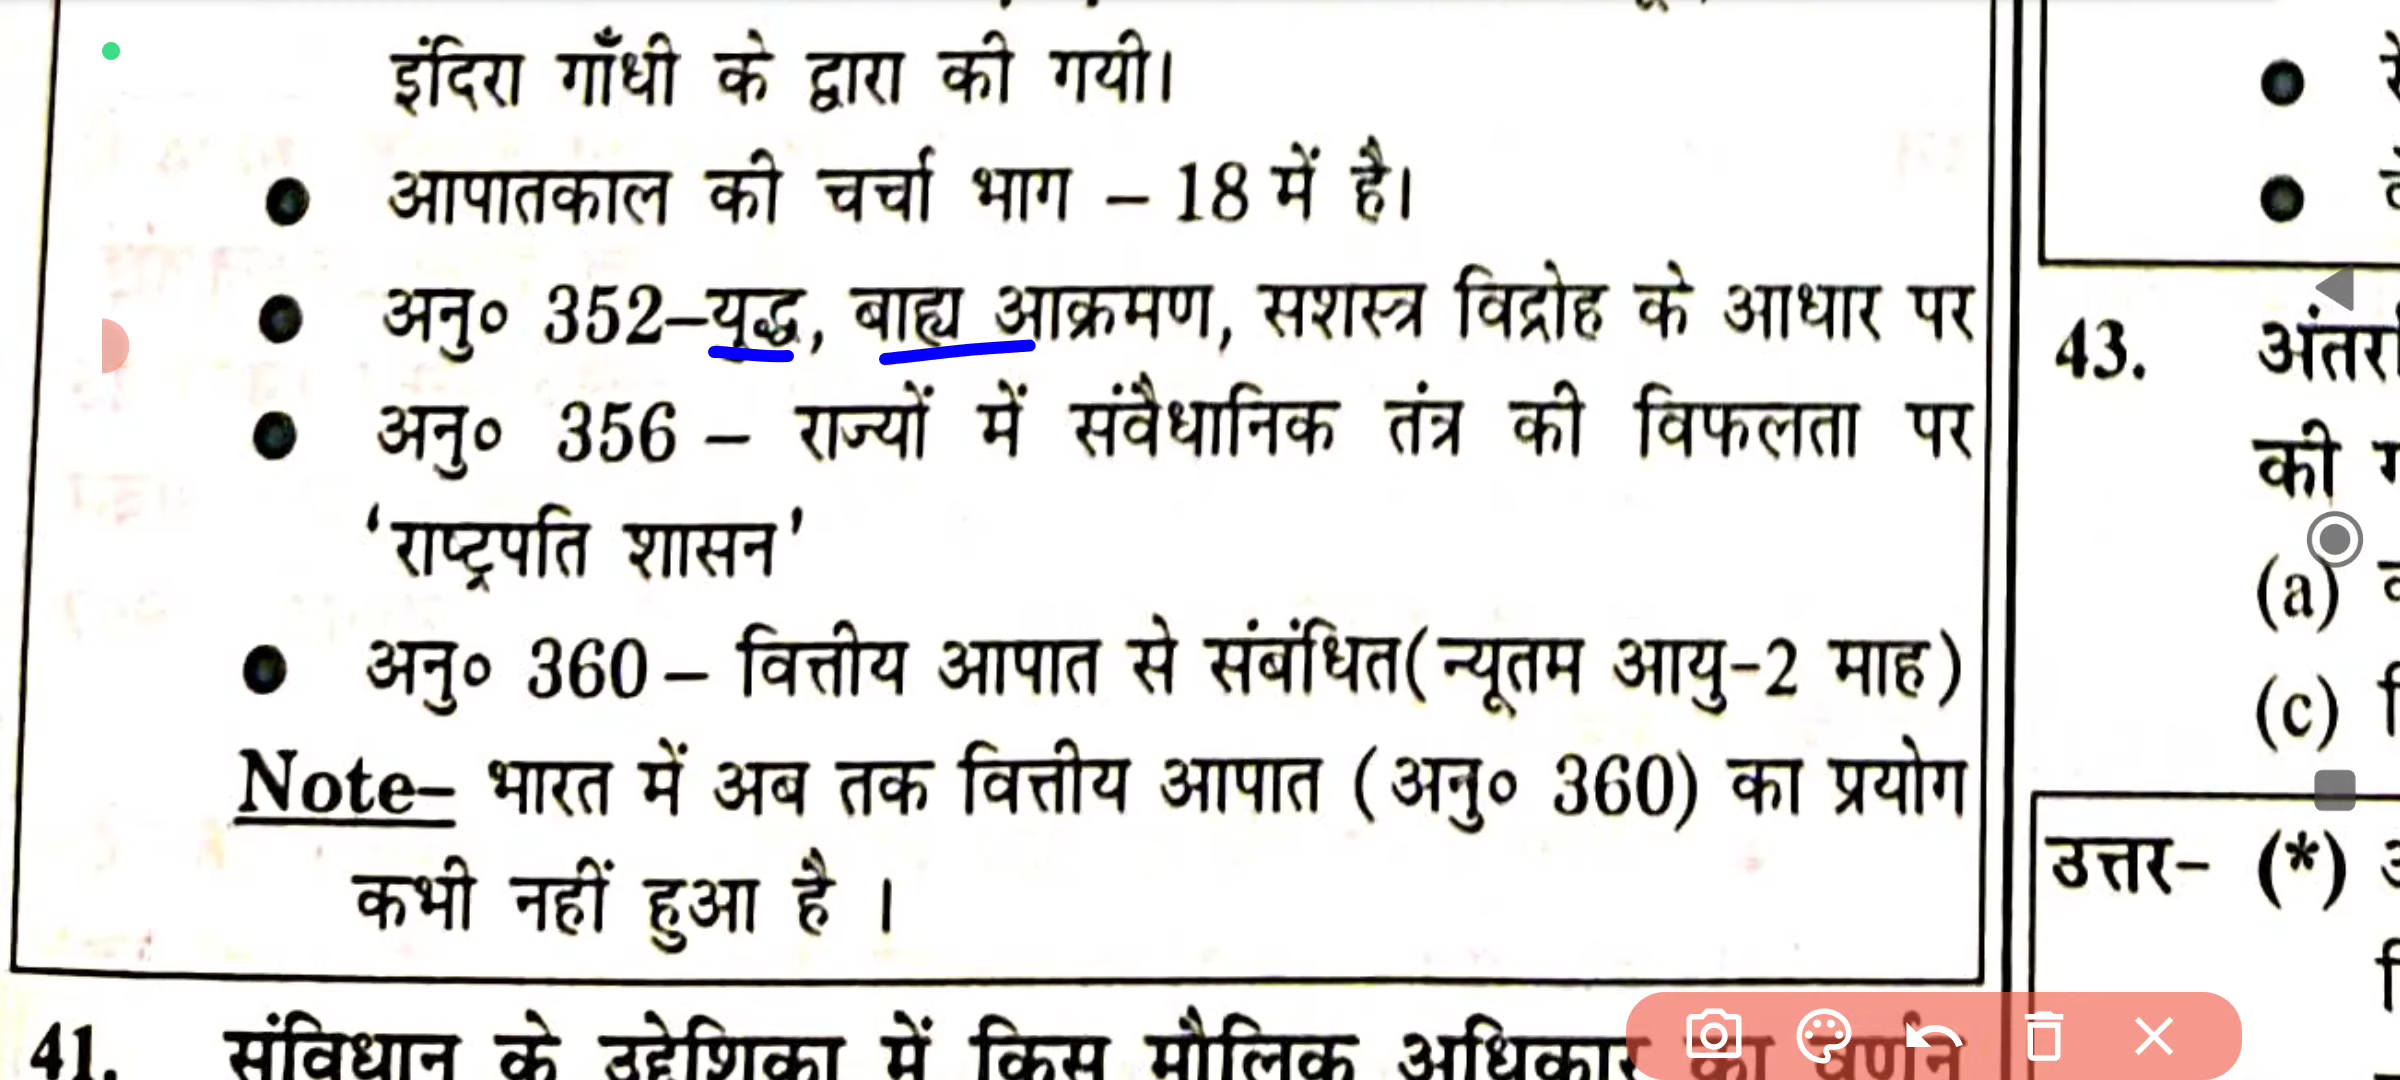 इंदिरा गाँधी के द्वारा की गयी।
● आपातकाल की चर्चा भाग – 18 में है।
● अनु० 352–युद्ध, बाह्य आक्रमण, सशस्त्र विद्रोह के आधार पर
● अनु० 356 – राज्यों में संवैधानिक तंत्र की विफलता पर
‘राष्ट्रपति शासन’
● अनु० 360 – वित्तीय आपात से संबंधित(न्यूतम आयु-2 माह)
Note– भारत में अब तक वित्तीय आपात (अनु० 360) का प्रयोग
कभी नहीं हुआ है ।
41. संविधान के उद्देशिका में किस मौलिक अधिकार का वर्णन
43.
की
(a)
(c)
उत्तर– (*)